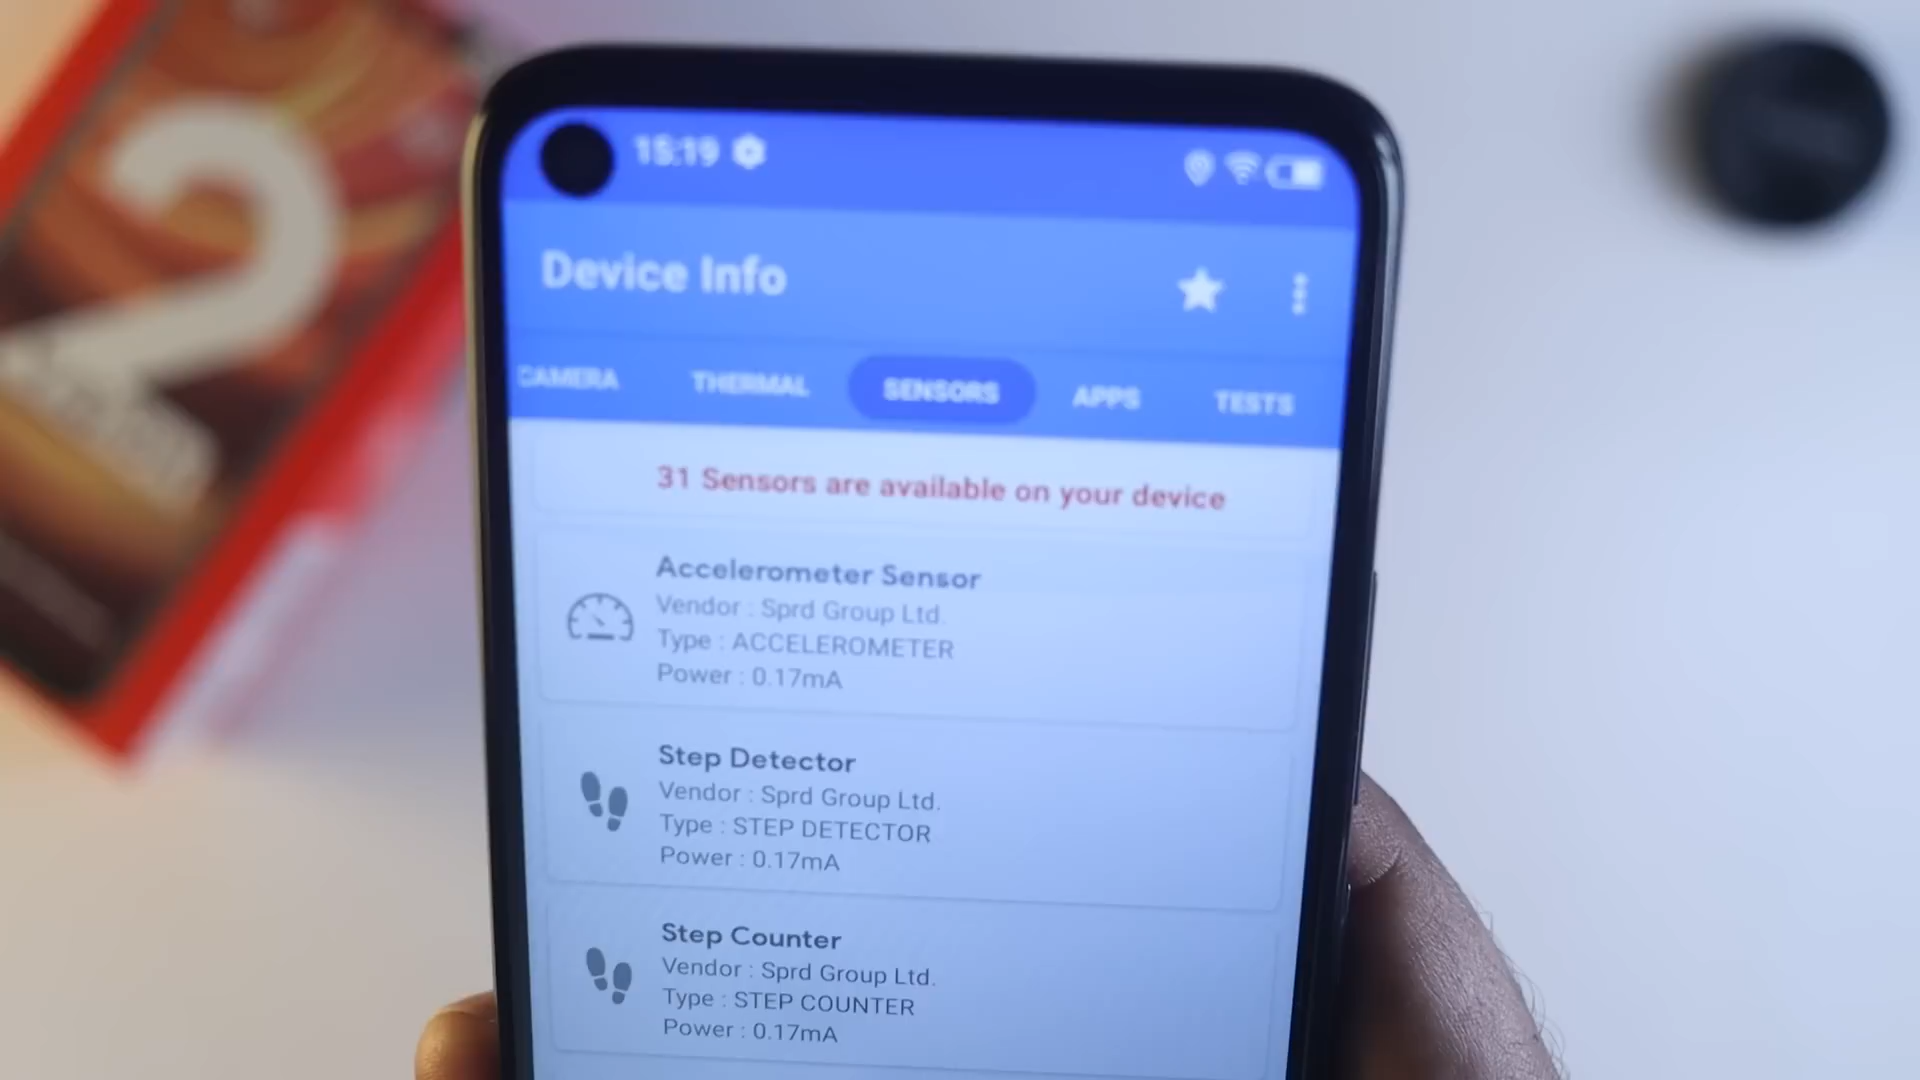 2
15:19
Device Info
CAMERA THERMAL SENSORS APPS TESTS
31 Sensors are available on your device
Accelerometer Sensor
Vendor : Sprd Group Ltd.
Type : ACCELEROMETER
Power : 0.17mA
Step Detector
Vendor : Sprd Group Ltd.
Type : STEP DETECTOR
Power : 0.17mA
Step Counter
Vendor : Sprd Group Ltd.
Type : STEP COUNTER
Power : 0.17mA